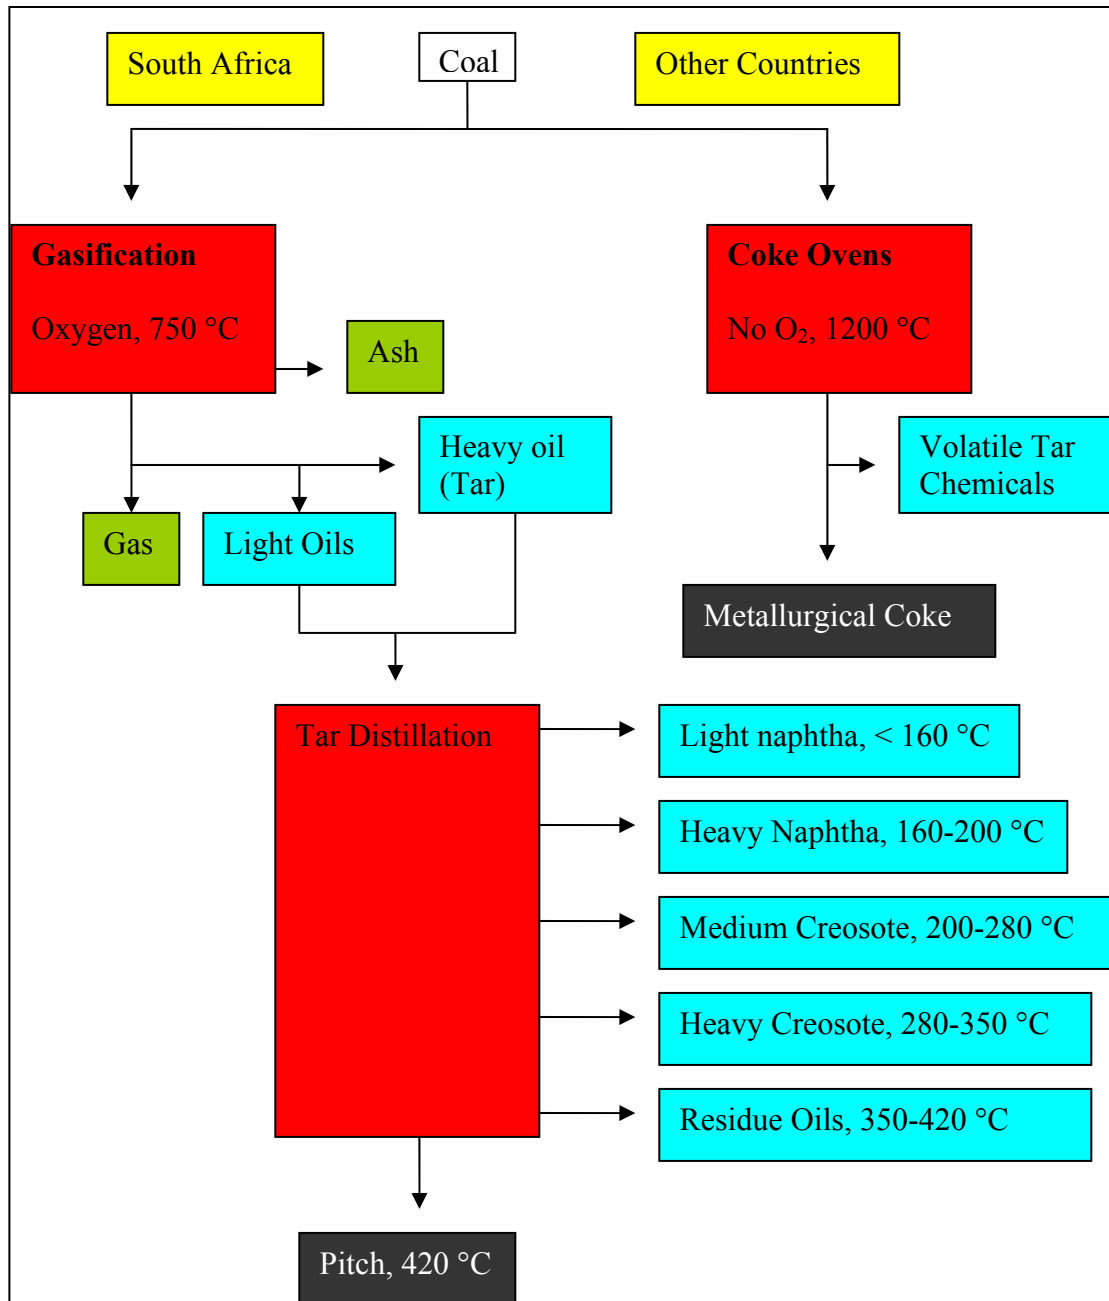 South Africa
Coal
Other Countries
Gasification
Oxygen, 750 °C
Coke Ovens
No O₂, 1200 °C
Ash
Heavy oil
(Tar)
Volatile Tar
Chemicals
Gas
Light Oils
Metallurgical Coke
Tar Distillation
Light naphtha, < 160 °C
Heavy Naphtha, 160-200 °C
Medium Creosote, 200-280 °C
Heavy Creosote, 280-350 °C
Residue Oils, 350-420 °C
Pitch, 420 °C